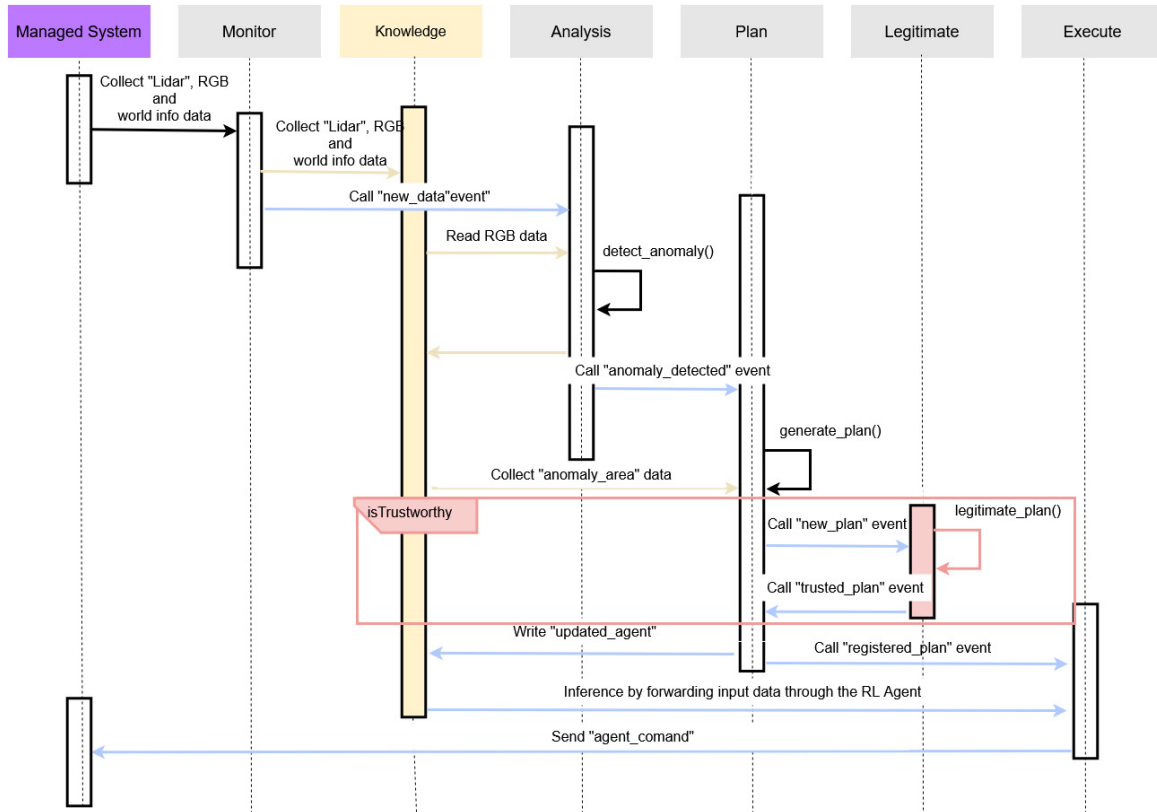 Managed System
Monitor
Knowledge
Analysis
Plan
Legitimate
Execute
Collect "Lidar", RGB
and
world info data
Collect "Lidar", RGB
and
world info data
Call "new_data"event"
Read RGB data
detect_anomaly()
Call "anomaly_detected" event
generate_plan()
Collect "anomaly_area" data
isTrustworthy
legitimate_plan()
Call "new_plan" event
Call "trusted_plan" event
Write "updated_agent"
Call "registered_plan" event
Inference by forwarding input data through the RL Agent
Send "agent_comand"